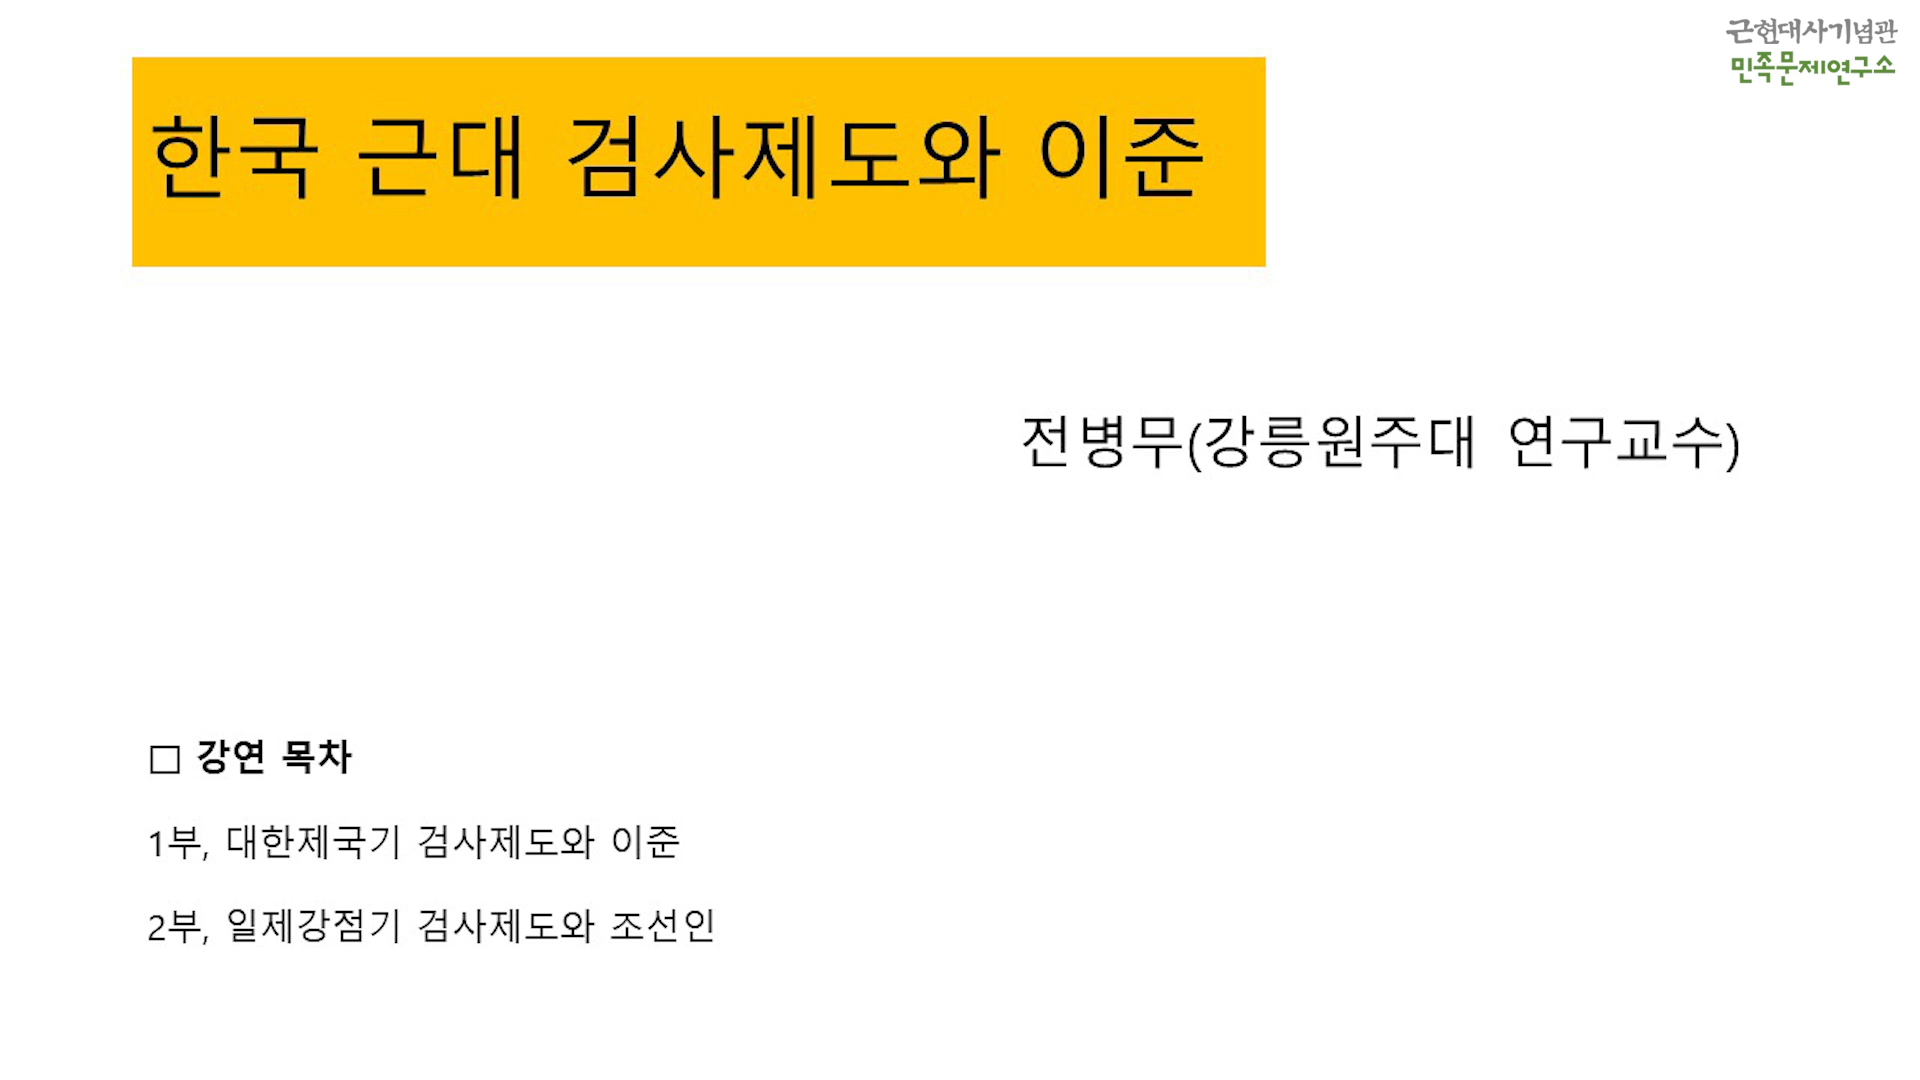 근현대사기념관
민족문제연구소
한국 근대 검사제도와 이준
전병무(강릉원주대 연구교수)
□ 강연 목차
1부, 대한제국기 검사제도와 이준
2부, 일제강점기 검사제도와 조선인